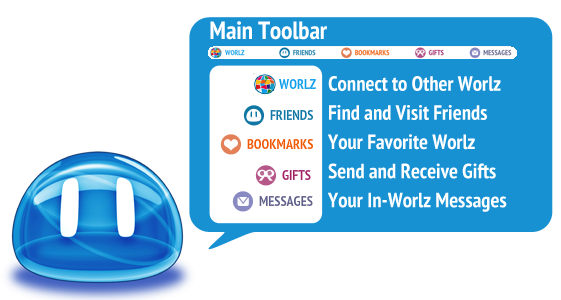 Main Toolbar
WORLZ FRIENDS BOOKMARKS GIFTS MESSAGES
WORLZ Connect to Other Worlz
FRIENDS Find and Visit Friends
BOOKMARKS Your Favorite Worlz
GIFTS Send and Receive Gifts
MESSAGES Your In-Worlz Messages